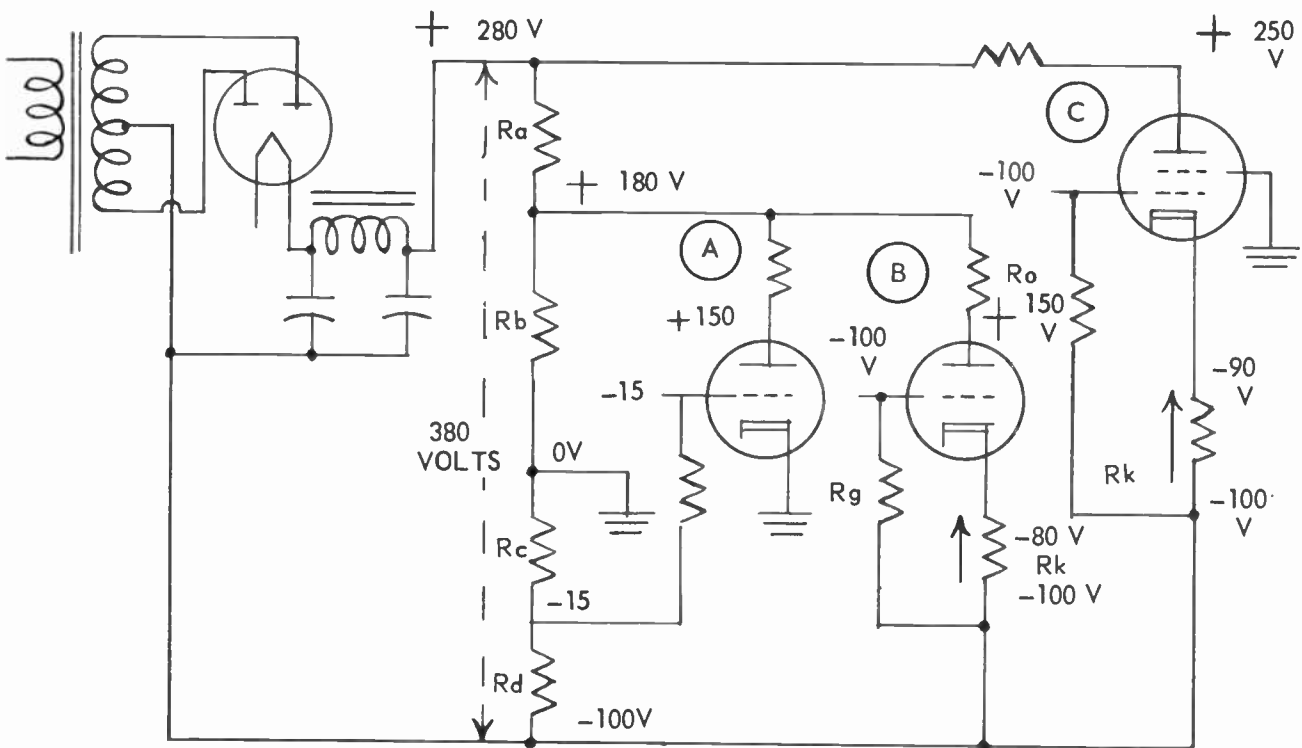 + 280 V
+ 250
V
C
Ra
-100
V
+ 180 V
A
B
Ro
+ 150
V
Rb
+150
-100
V
-15
-90
V
380
VOLTS
0V
Rg
Rk
-100
V
Rc
-80 V
Rk
-100 V
-15
Rd
-100V